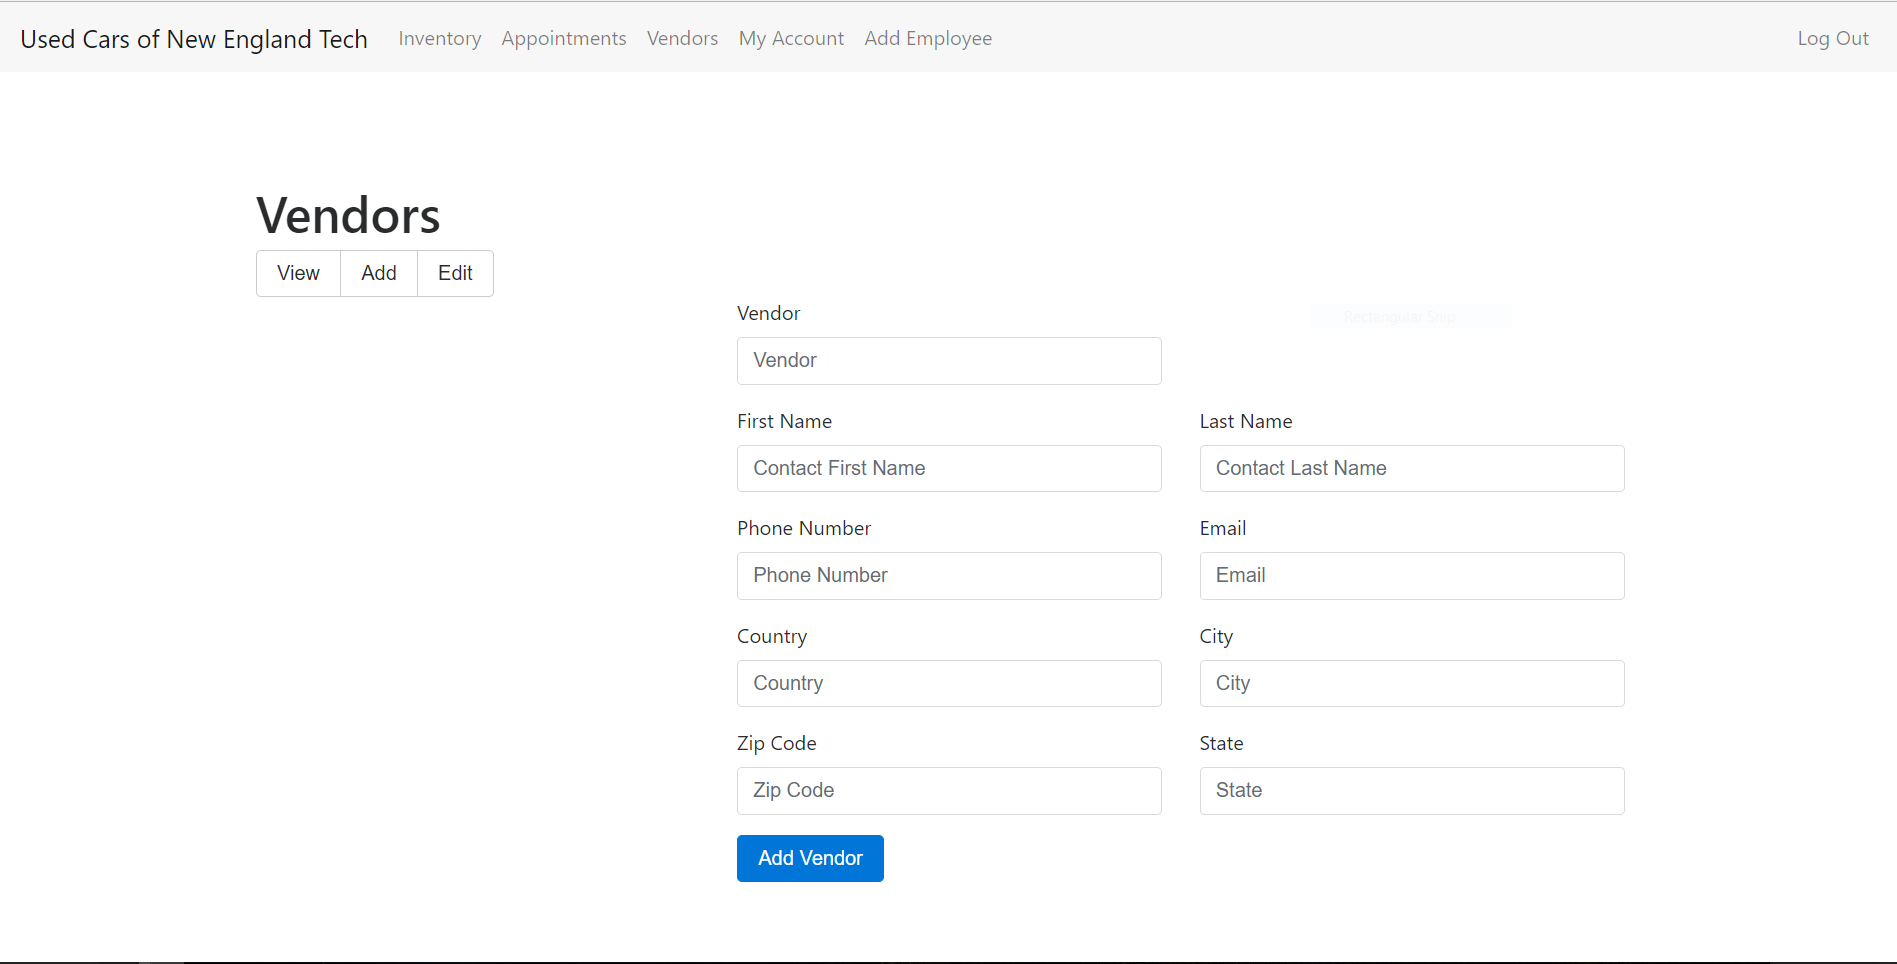 Used Cars of New England Tech Inventory Appointments Vendors My Account Add Employee Log Out
Vendors
View Add Edit
Vendor
Rectangular Snip
Vendor
First Name Last Name
Contact First Name Contact Last Name
Phone Number Email
Phone Number Email
Country City
Country City
Zip Code State
Zip Code State
Add Vendor